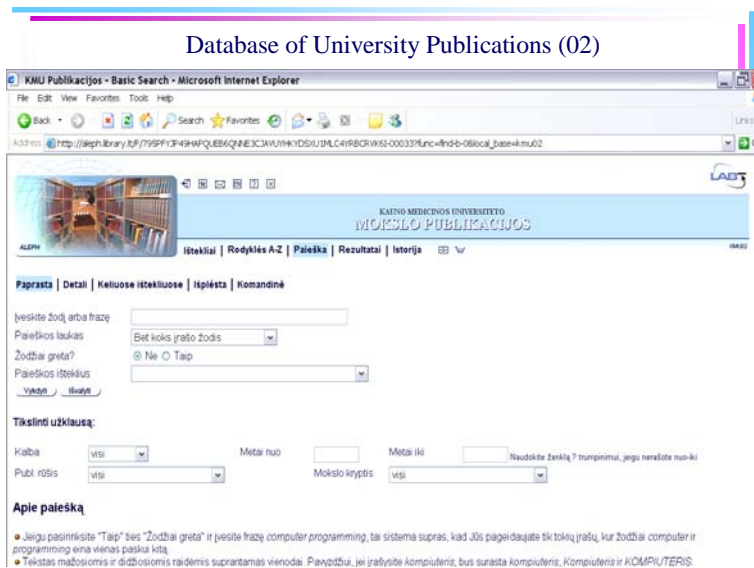 Database of University Publications (02)
KMU Publikacijos - Basic Search - Microsoft Internet Explorer
File Edit View Favorites Tools Help
Back Search Favorites
Address Links
LABT
KAUNO MEDICINOS UNIVERSITETO
MOKSLO PUBLIKACIJOS
ALEPH Ištekliai | Rodyklės A-Z | Paieška | Rezultatai | Istorija KMU02
Paprasta | Detali | Keliuose ištekliuose | Išplėsta | Komandinė
Įveskite žodį arba frazę
Paieškos laukas Bet koks įrašo žodis
Žodžiai greta? Ne Taip
Paieškos išteklius
Vykdyti Išvalyti
Tikslinti užklausą:
Kalba visi Metai nuo Metai iki Naudokite ženklą ? trumpinimui, jeigu nerašote nuo-iki
Publ. rūšis visi Mokslo kryptis visi
Apie paiešką
Jeigu pasirinksite "Taip" ties "Žodžiai greta" ir įvesite frazę computer programming, tai sistema supras, kad Jūs pageidaujate tik tokių įrašų, kur žodžiai computer ir
programming eina vienas paskui kitą.
Tekstas mažosiomis ir didžiosiomis raidėmis suprantamas vienodai. Pavyzdžiui, jei įrašysite kompiuteris, bus surasta kompiuteris, Kompiuteris ir KOMPIUTERIS.